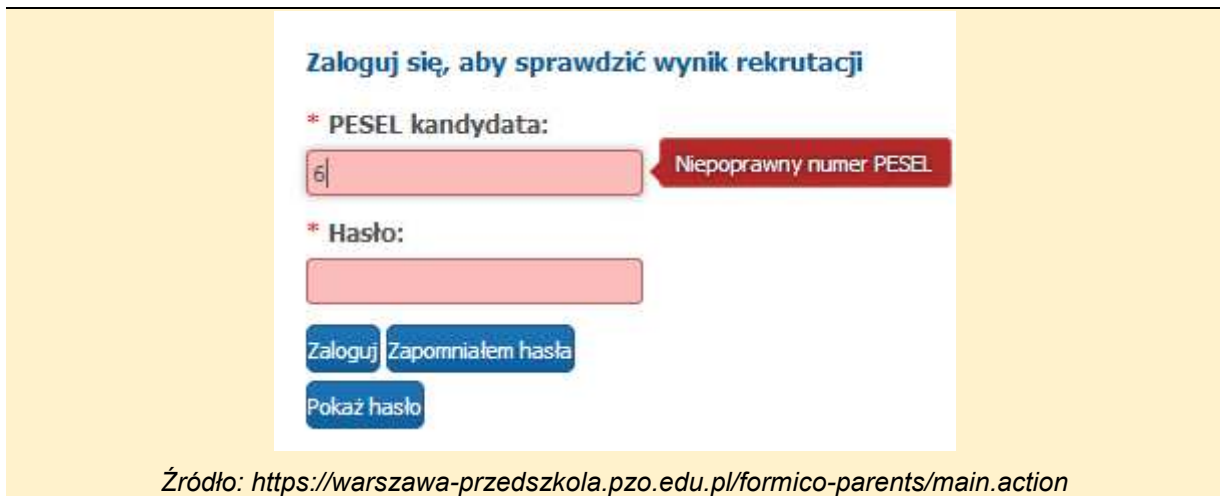 Zaloguj się, aby sprawdzić wynik rekrutacji
* PESEL kandydata:
6
Niepoprawny numer PESEL
* Hasło:
Zaloguj Zapomniałem hasła
Pokaż hasło
Źródło: https://warszawa-przedszkola.pzo.edu.pl/formico-parents/main.action